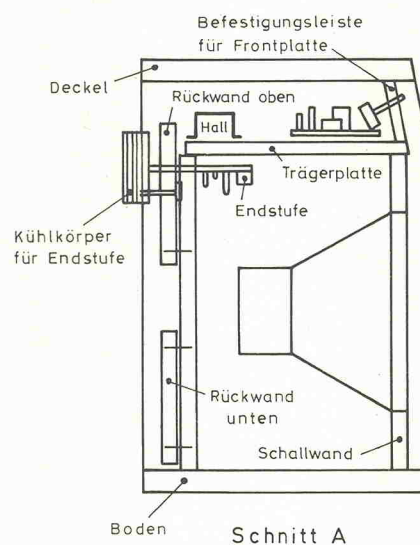 Befestigungsleiste
für Frontplatte
Deckel
Rückwand oben
Hall
Trägerplatte
Endstufe
Kühlkörper
für Endstufe
Rückwand
unten
Schallwand
Boden
Schnitt A